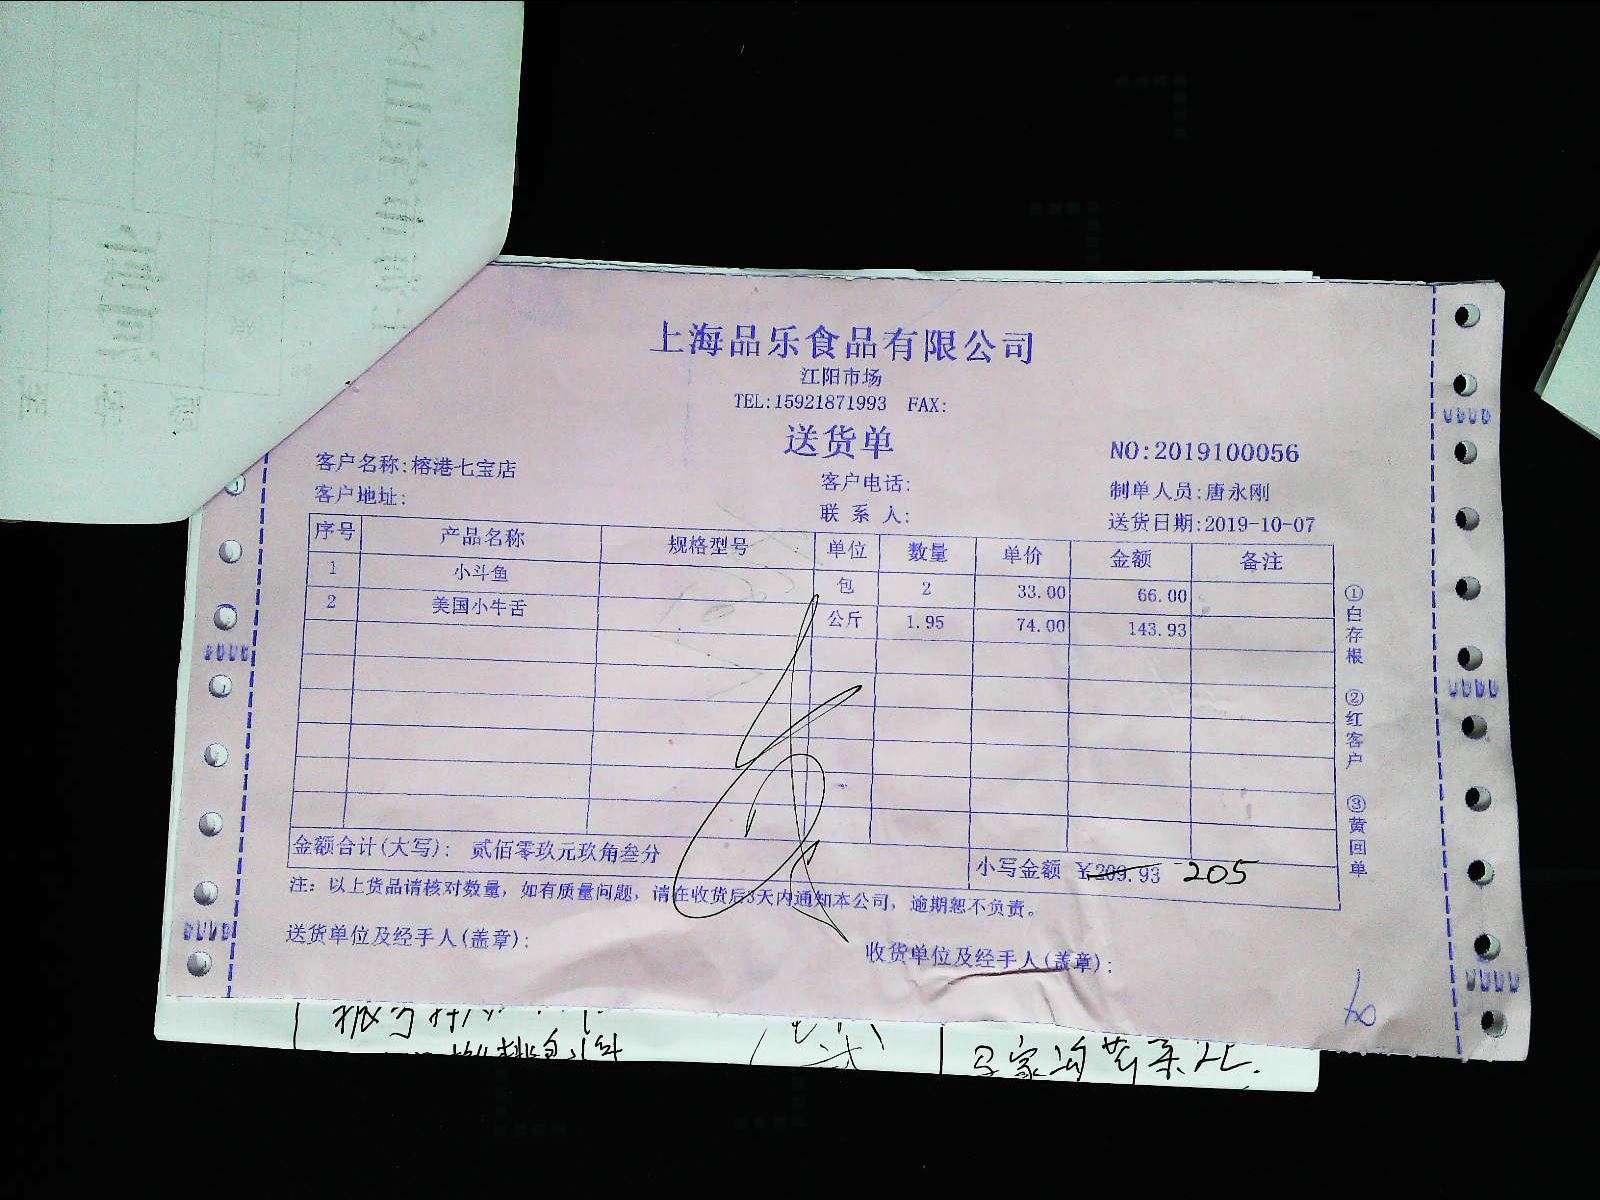 上海品乐食品有限公司
江阳市场
TEL:15921871993 FAX:
送货单
NO:2019100056
客户名称:榕港七宝店
客户电话:
制单人员:唐永刚
客户地址:
联 系 人:
送货日期:2019-10-07
序号 产品名称 规格型号 单位 数量 单价 金额 备注
1 小斗鱼 包 2 33.00 66.00
2 美国小牛舌 公斤 1.95 74.00 143.93
①白存根 ②红客户 ③黄回单
金额合计(大写): 贰佰零玖元玖角叁分 小写金额 ¥209.93 205
注: 以上货品请核对数量, 如有质量问题, 请在收货后3天内通知本公司, 逾期恕不负责。
送货单位及经手人(盖章):
收货单位及经手人(盖章):